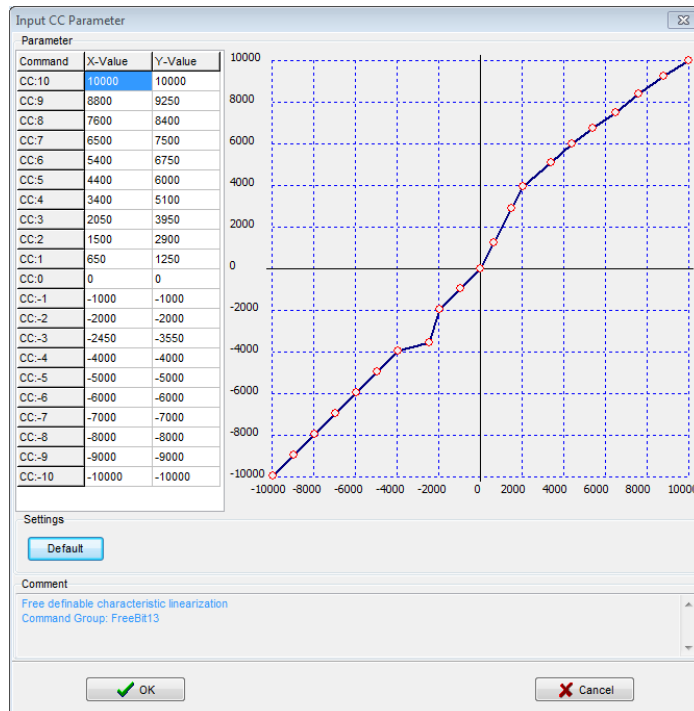 Input CC Parameter
Parameter
Command X-Value Y-Value
CC:10 10000 10000
CC:9 8800 9250
CC:8 7600 8400
CC:7 6500 7500
CC:6 5400 6750
CC:5 4400 6000
CC:4 3400 5100
CC:3 2050 3950
CC:2 1500 2900
CC:1 650 1250
CC:0 0 0
CC:-1 -1000 -1000
CC:-2 -2000 -2000
CC:-3 -2450 -3550
CC:-4 -4000 -4000
CC:-5 -5000 -5000
CC:-6 -6000 -6000
CC:-7 -7000 -7000
CC:-8 -8000 -8000
CC:-9 -9000 -9000
CC:-10 -10000 -10000
10000
8000
6000
4000
2000
0
-2000
-4000
-6000
-8000
-10000
-10000 -8000 -6000 -4000 -2000 0 2000 4000 6000 8000 10000
Settings
Default
Comment
Free definable characteristic linearization
Command Group: FreeBit13
OK Cancel